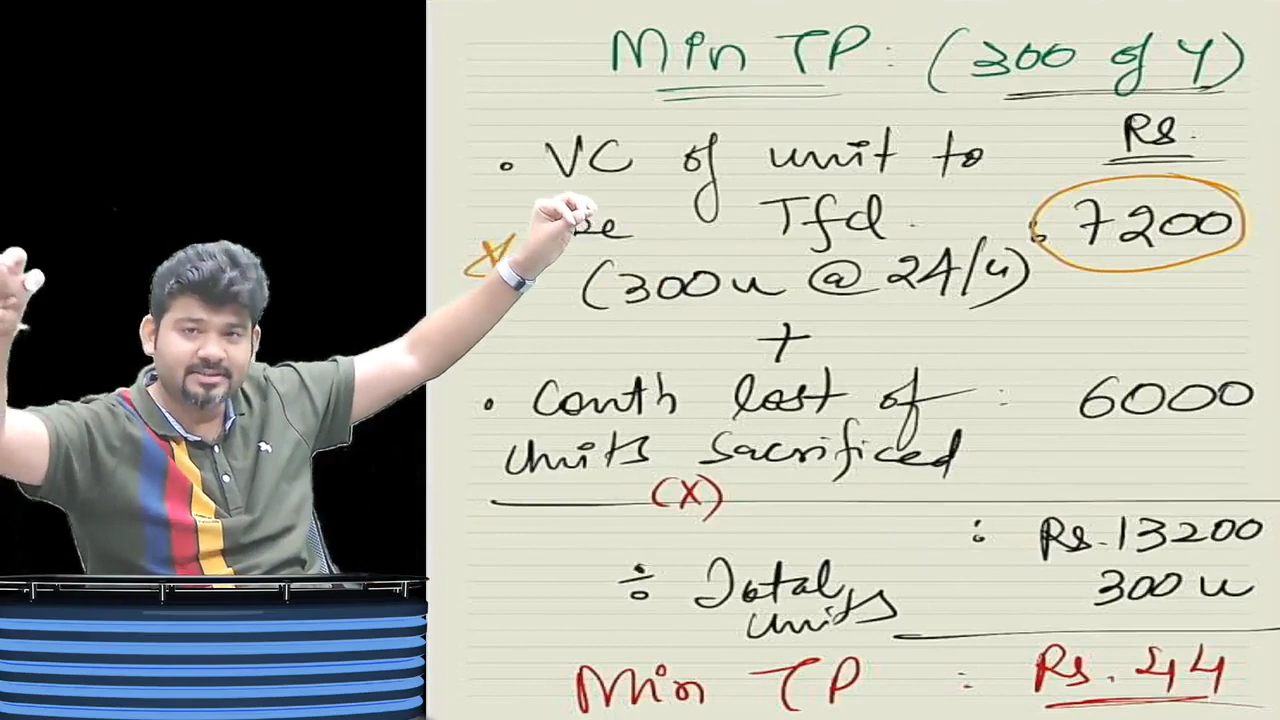 Min TP : (300 of Y)
Rs.
• VC of unit to
be Tfd. : 7200
Y
(300u @ 24/u)
+
• Conth lost of : 6000
units sacrificed
(X)
: Rs. 13200
÷ Total 300 u
units
Min TP : Rs. 44